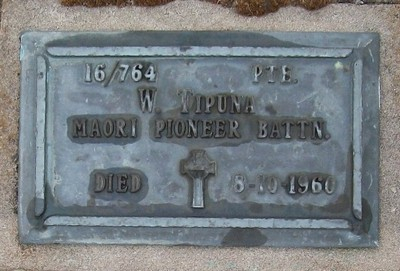 16/764 PTE.
W TIPUNA
MAORI PIONEER BATTN.
DIED 8-10-1960